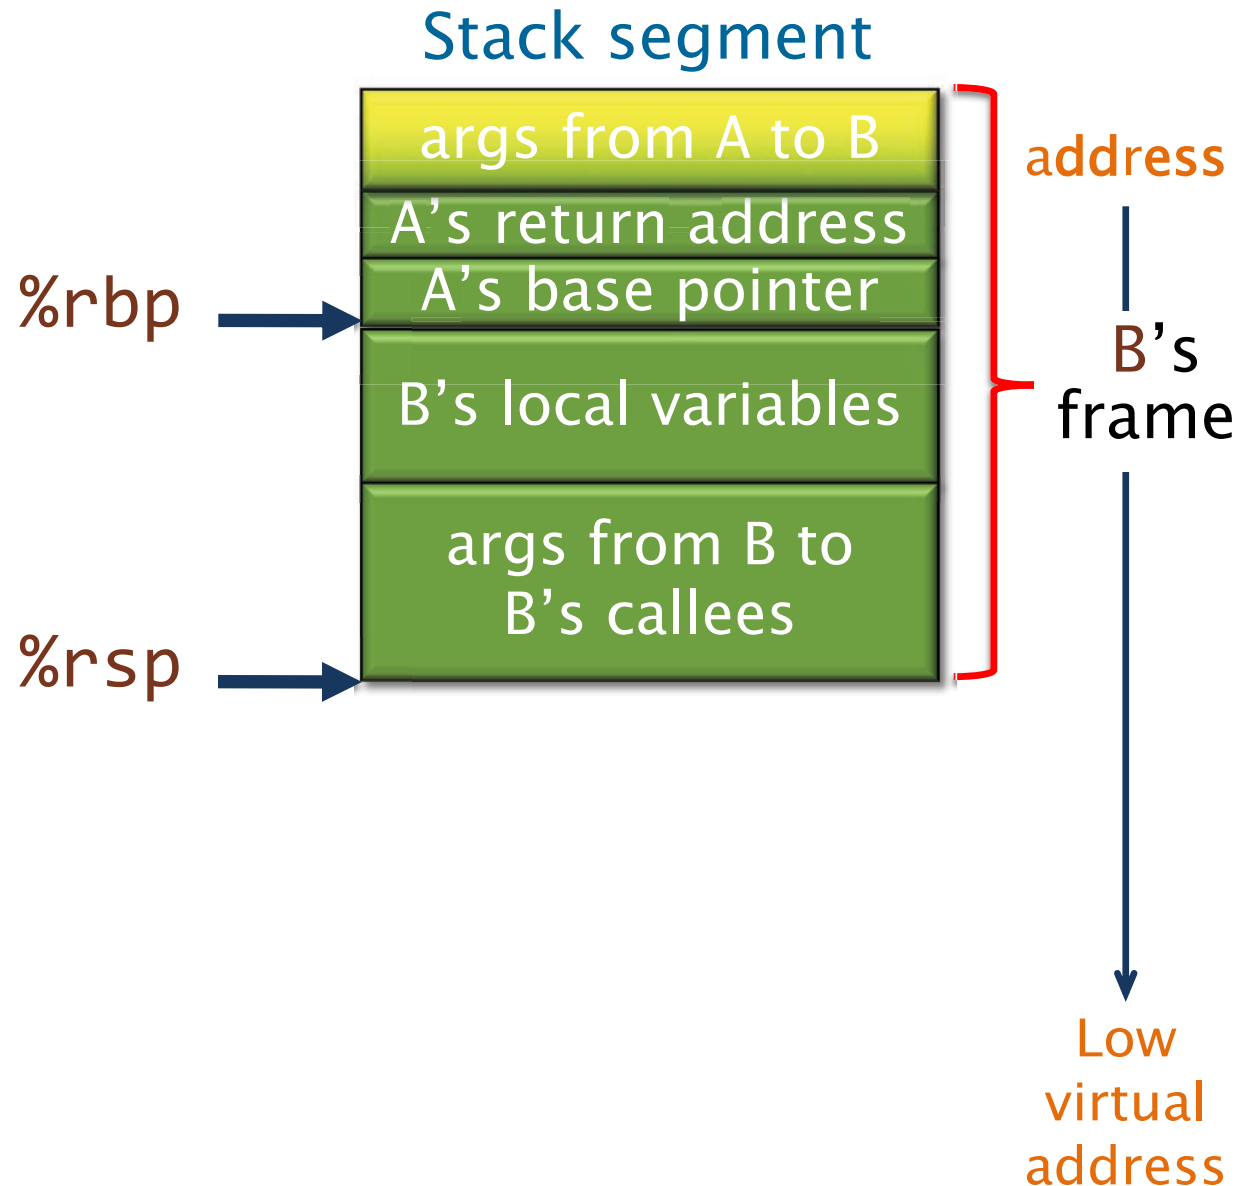 Stack segment
args from A to B
address
A’s return address
A’s base pointer
%rbp
B’s
frame
B’s local variables
args from B to
B’s callees
%rsp
Low
virtual
address